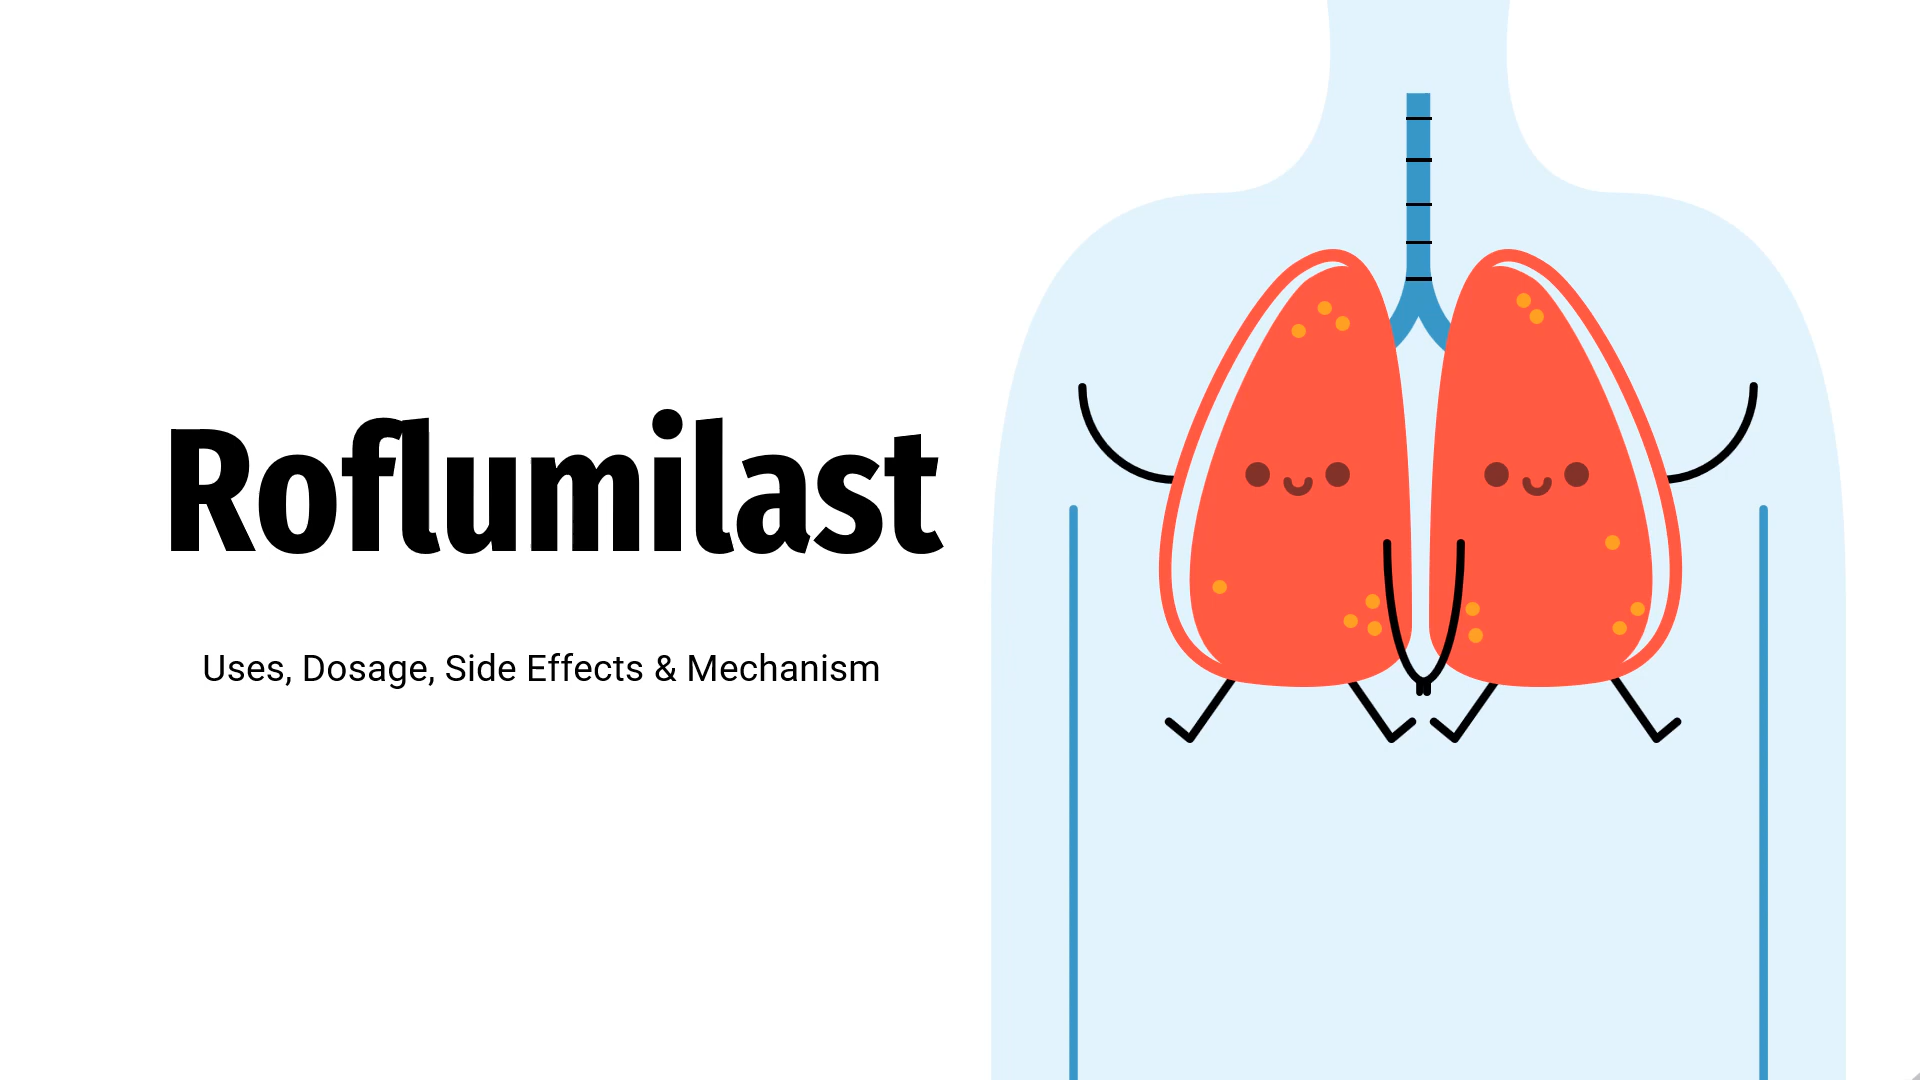 Roflumilast
Uses, Dosage, Side Effects & Mechanism